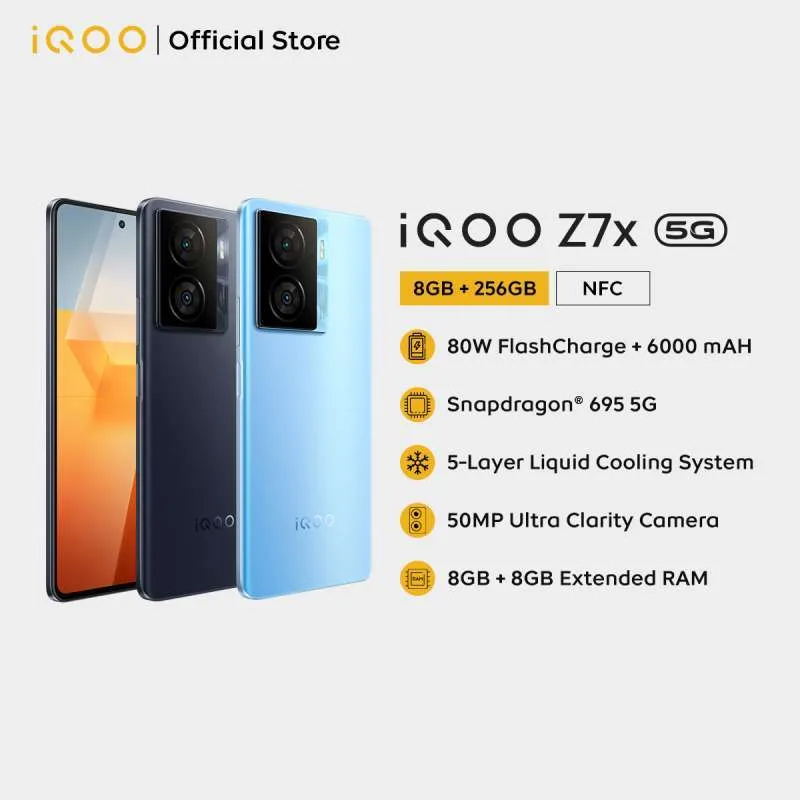 iQOO | Official Store
iQOO Z7x 5G
8GB + 256GB NFC
80W FlashCharge + 6000 mAH
Snapdragon® 695 5G
5-Layer Liquid Cooling System
50MP Ultra Clarity Camera
8GB + 8GB Extended RAM
RAM
iQOO
iQOO